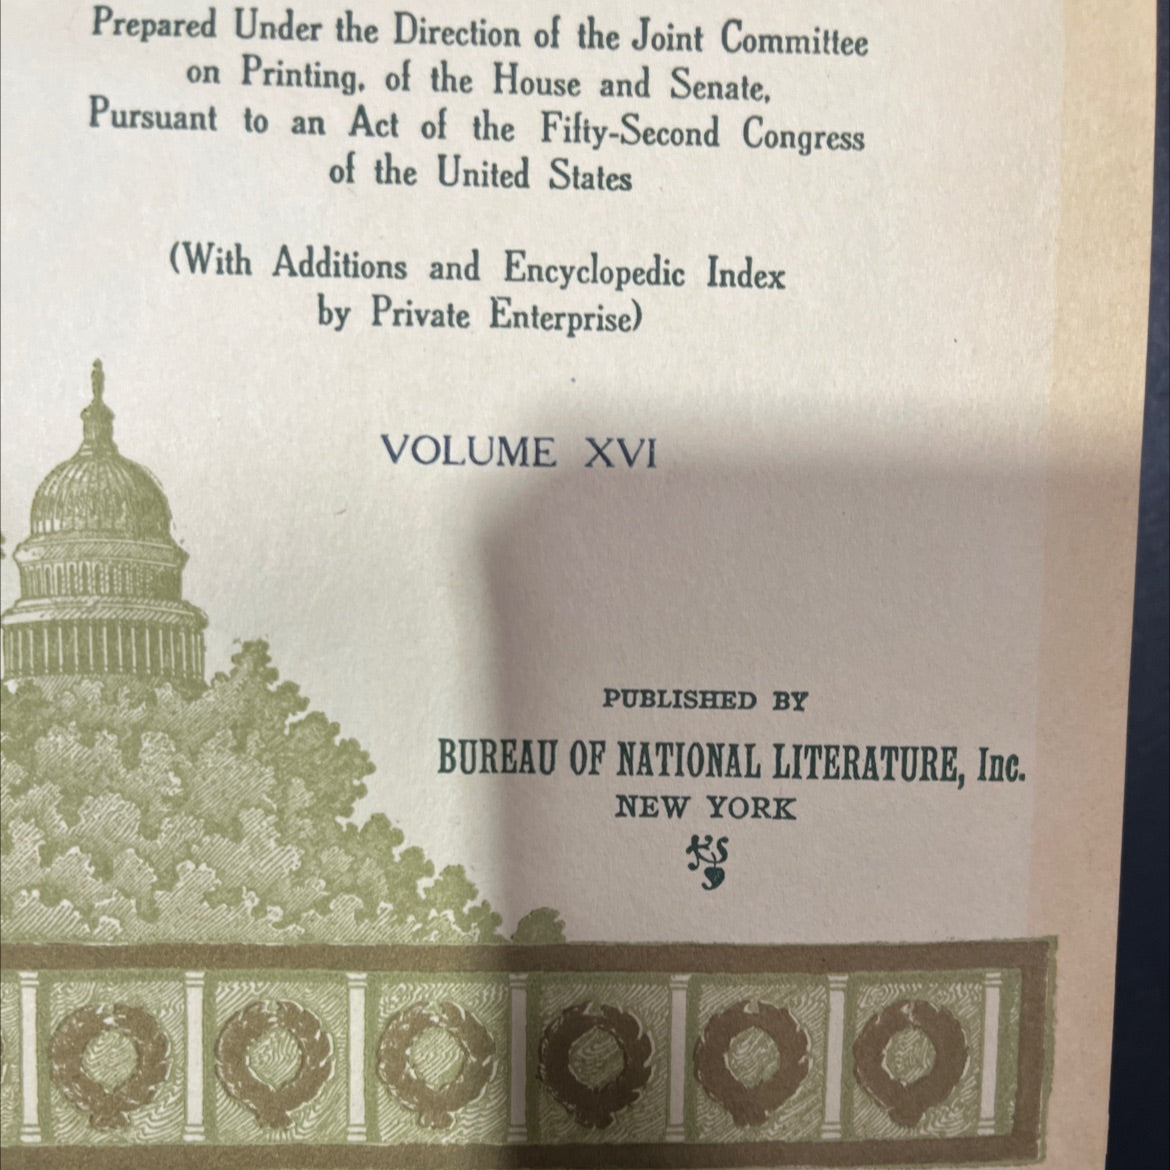 Prepared Under the Direction of the Joint Committee
on Printing, of the House and Senate,
Pursuant to an Act of the Fifty-Second Congress
of the United States
(With Additions and Encyclopedic Index
by Private Enterprise)
VOLUME XVI
PUBLISHED BY
BUREAU OF NATIONAL LITERATURE, Inc.
NEW YORK